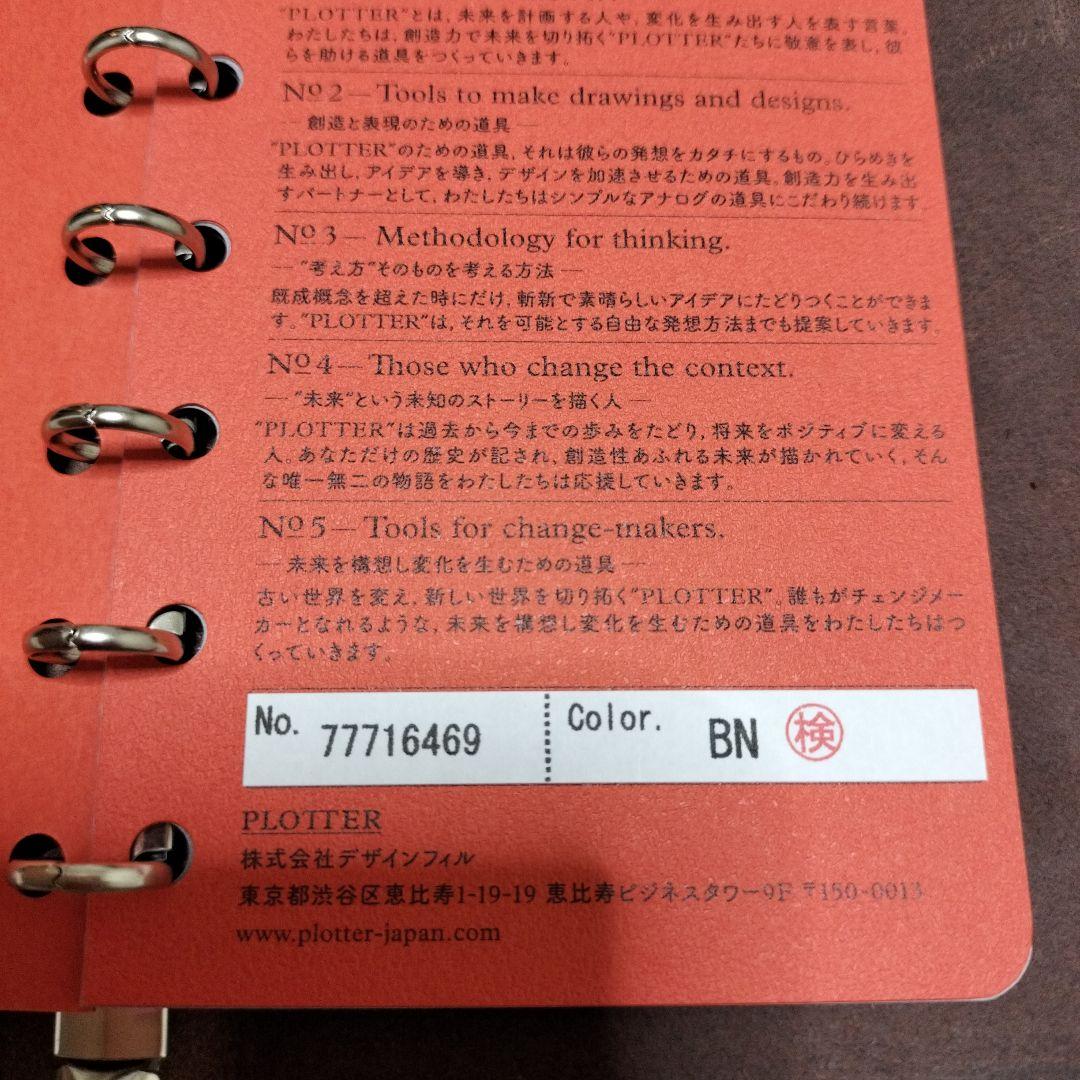 "PLOTTER"とは, 未来を計画する人や, 変化を生み出す人を表す言葉。
わたしたちは, 創造力で未来を切り拓く"PLOTTER"たちに敬意を表し, 彼
らを助ける道具をつくっていきます。
№2 — Tools to make drawings and designs.
— 創造と表現のための道具 —
"PLOTTER"のための道具, それは彼らの発想をカタチにするもの。ひらめきを
生み出し, アイデアを導き, デザインを加速させるための道具。創造力を生み出
すパートナーとして, わたしたちはシンプルなアナログの道具にこだわり続けます。
№3 — Methodology for thinking.
— "考え方"そのものを考える方法 —
既成概念を超えた時にだけ, 斬新で素晴らしいアイデアにたどりつくことができま
す。"PLOTTER"は, それを可能とする自由な発想方法までも提案していきます。
№4 — Those who change the context.
— "未来"という未知のストーリーを描く人 —
"PLOTTER"は過去から今までの歩みをたどり, 将来をポジティブに変える
人。あなただけの歴史が記され, 創造性あふれる未来が描かれていく, そん
な唯一無二の物語をわたしたちは応援していきます。
№5 — Tools for change-makers.
— 未来を構想し変化を生むための道具 —
古い世界を変え, 新しい世界を切り拓く"PLOTTER"。誰もがチェンジメー
カーとなれるような, 未来を構想し変化を生むための道具をわたしたちはつ
くっていきます。
No. 77716469 Color. BN 検
PLOTTER
株式会社デザインフィル
東京都渋谷区恵比寿1-19-19 恵比寿ビジネスタワー9F 〒150-0013
www.plotter-japan.com